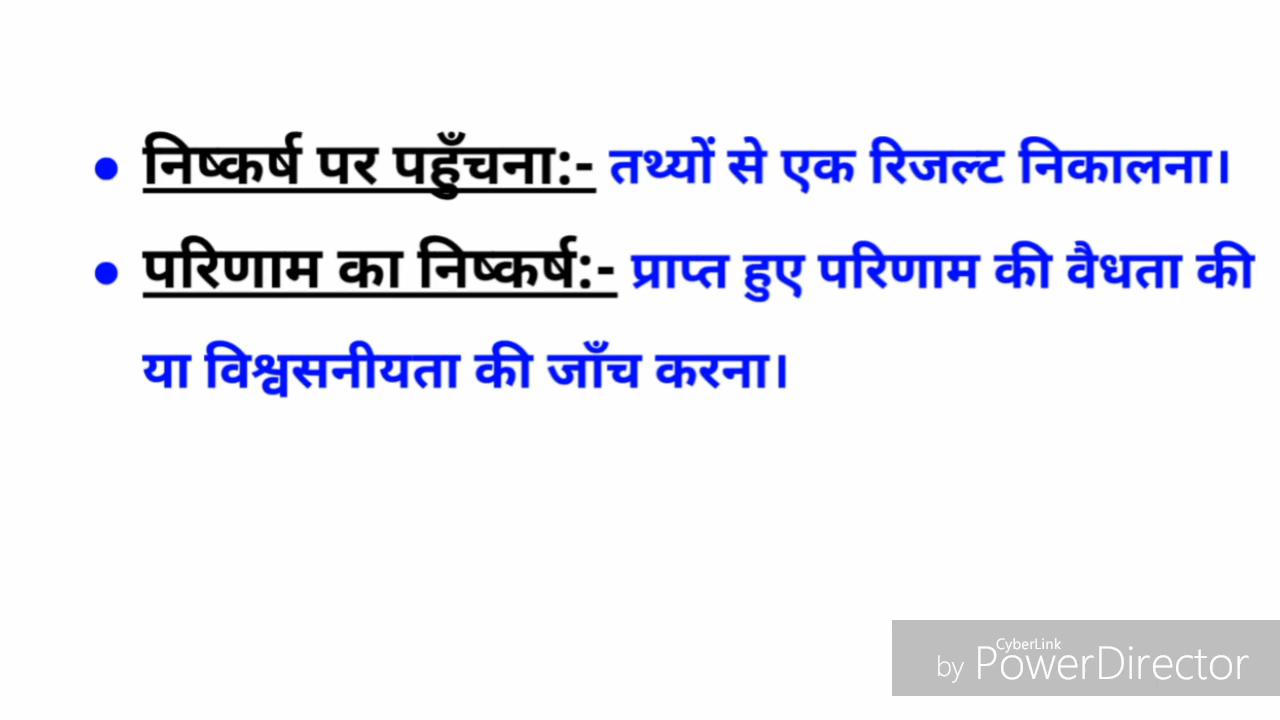 • निष्कर्ष पर पहुँचना:- तथ्यों से एक रिजल्ट निकालना।
• परिणाम का निष्कर्ष:- प्राप्त हुए परिणाम की वैधता की
या विश्वसनीयता की जाँच करना।
CyberLink
by PowerDirector